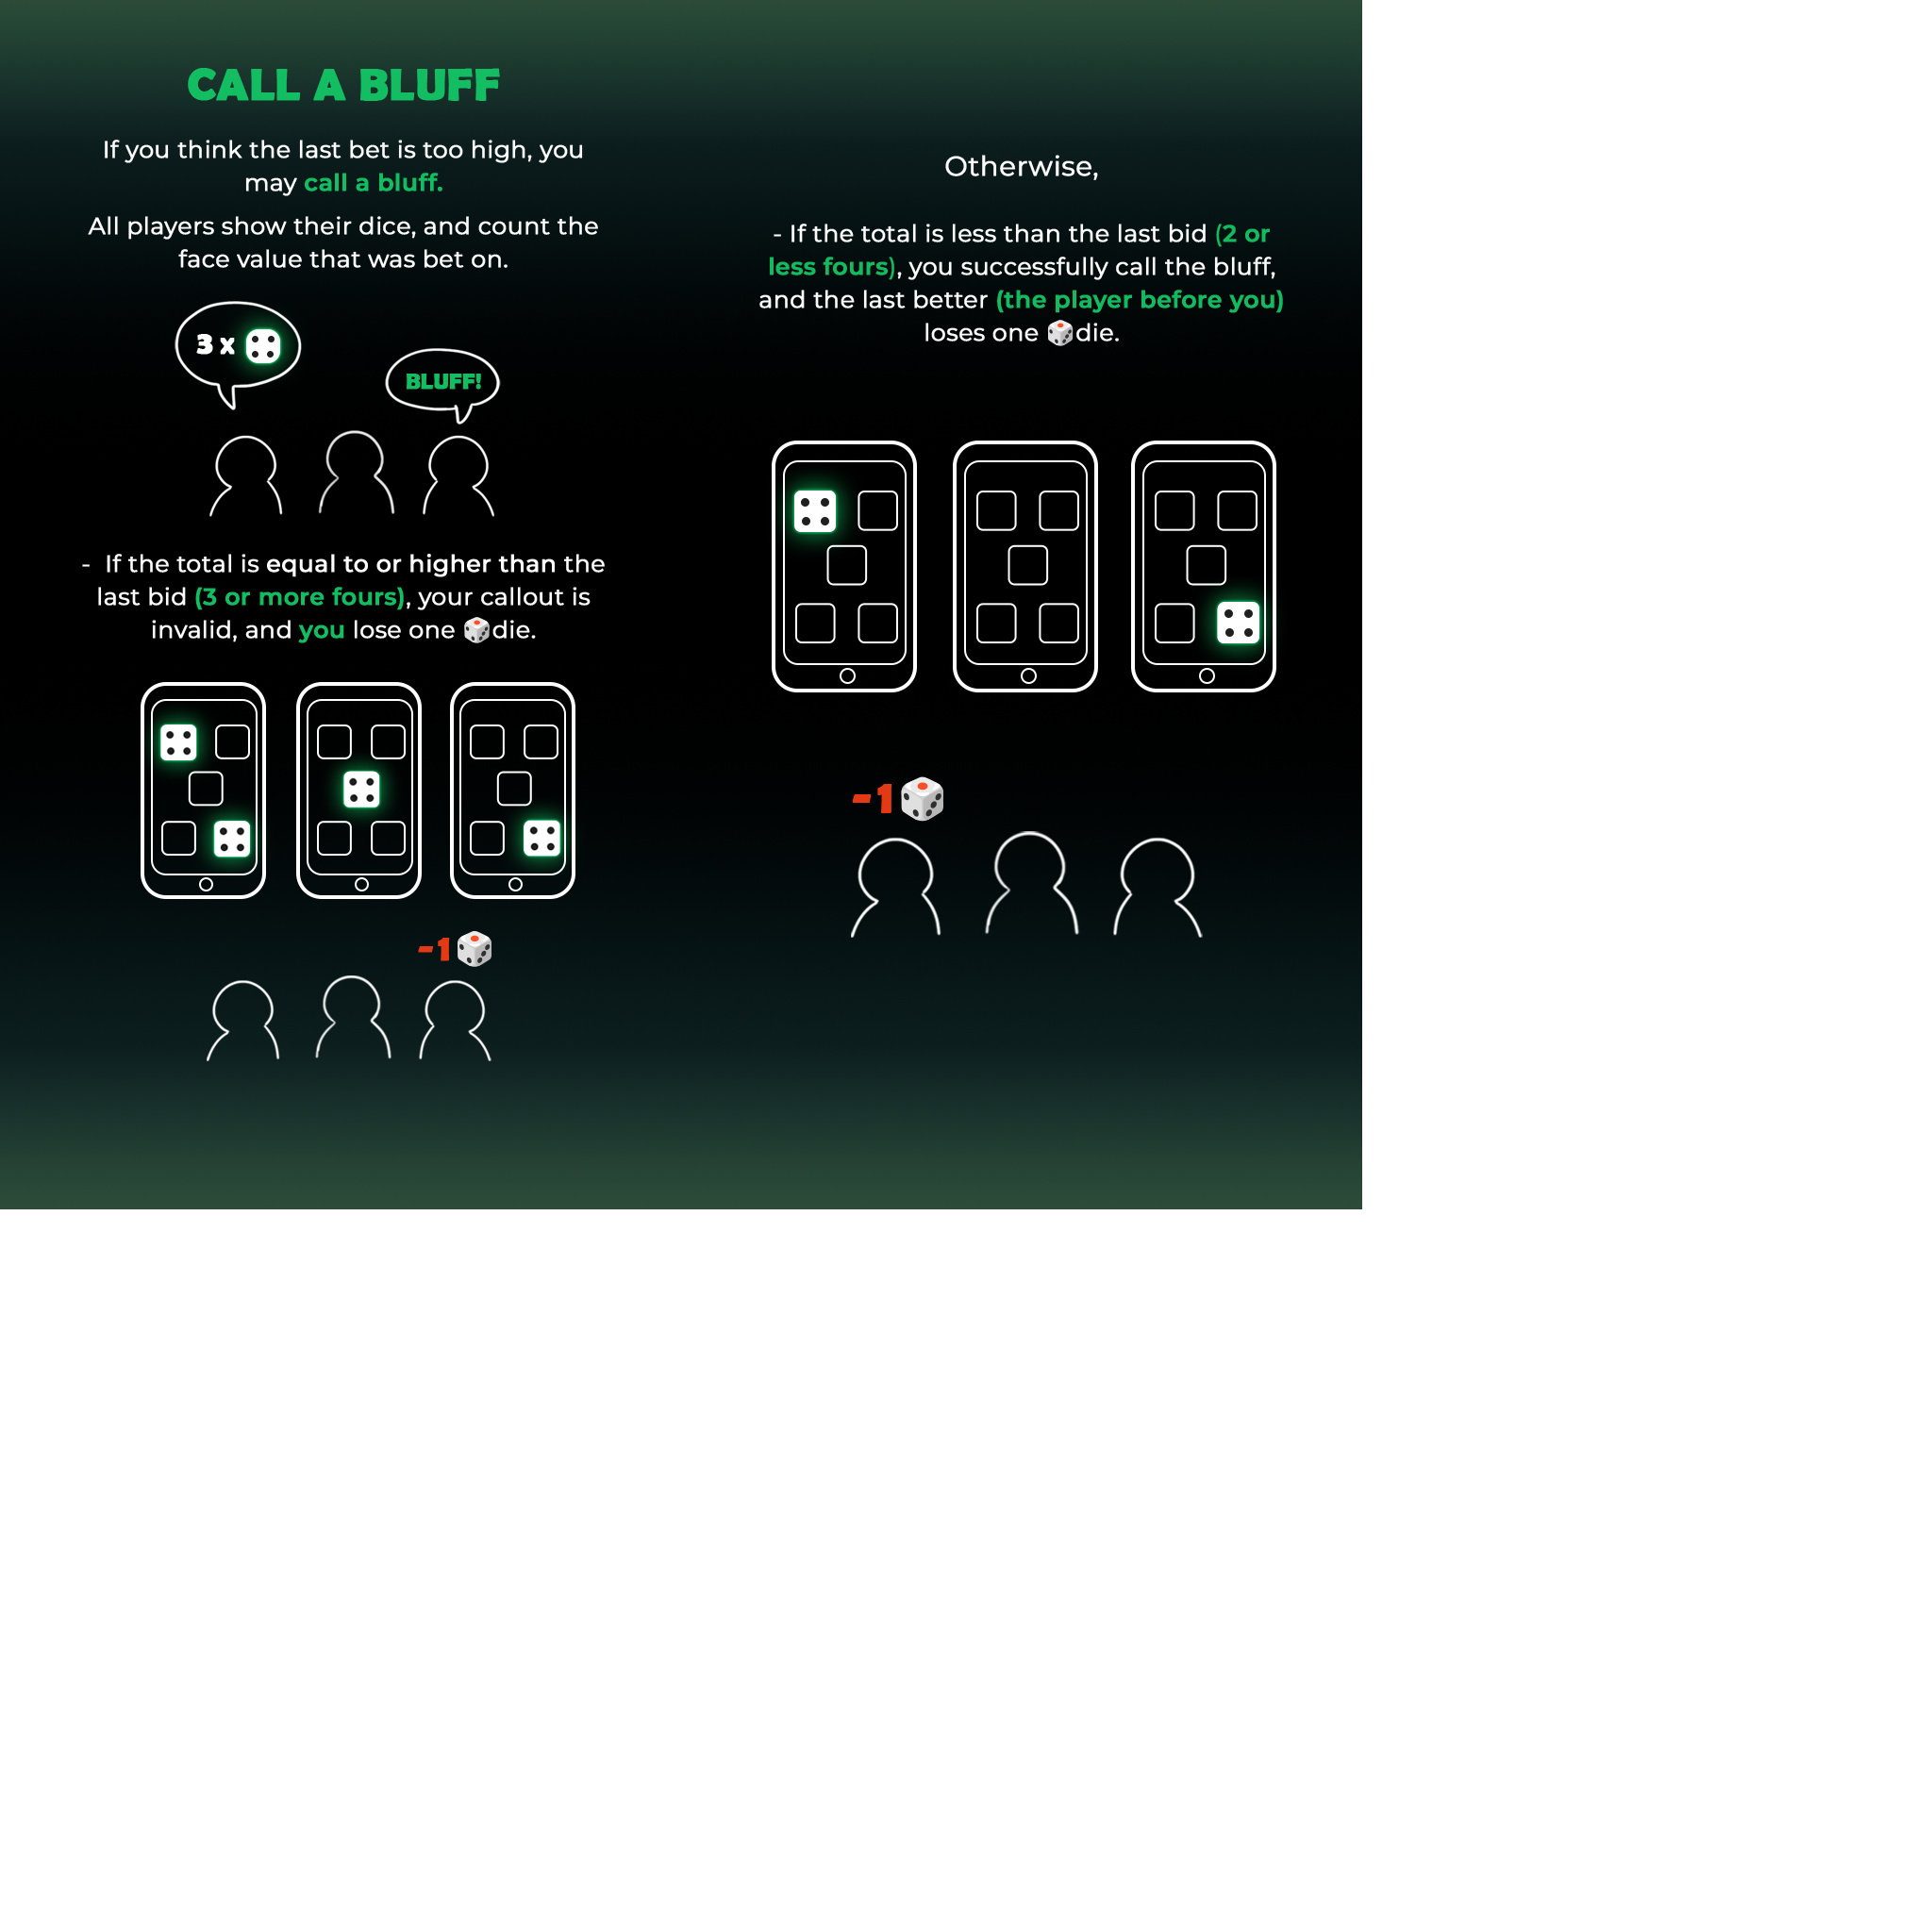 CALL A BLUFF
If you think the last bet is too high, you
may call a bluff.
All players show their dice, and count the
face value that was bet on.
3 x
BLUFF!
- If the total is equal to or higher than the
last bid (3 or more fours), your callout is
invalid, and you lose one die.
-1
Otherwise,
- If the total is less than the last bid (2 or
less fours), you successfully call the bluff,
and the last better (the player before you)
loses one die.
-1